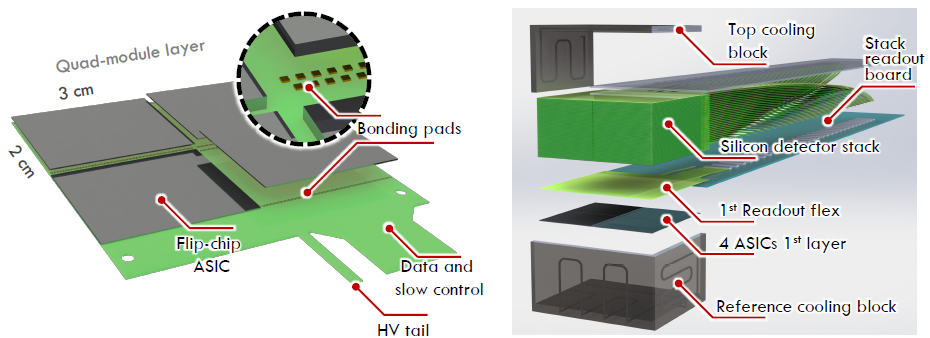 Quad-module layer
3 cm
2 cm
Bonding pads
Flip-chip
ASIC
Data and
slow control
HV tail
Top cooling
block
Stack
readout
board
Silicon detector stack
1st Readout flex
4 ASICs 1st layer
Reference cooling block